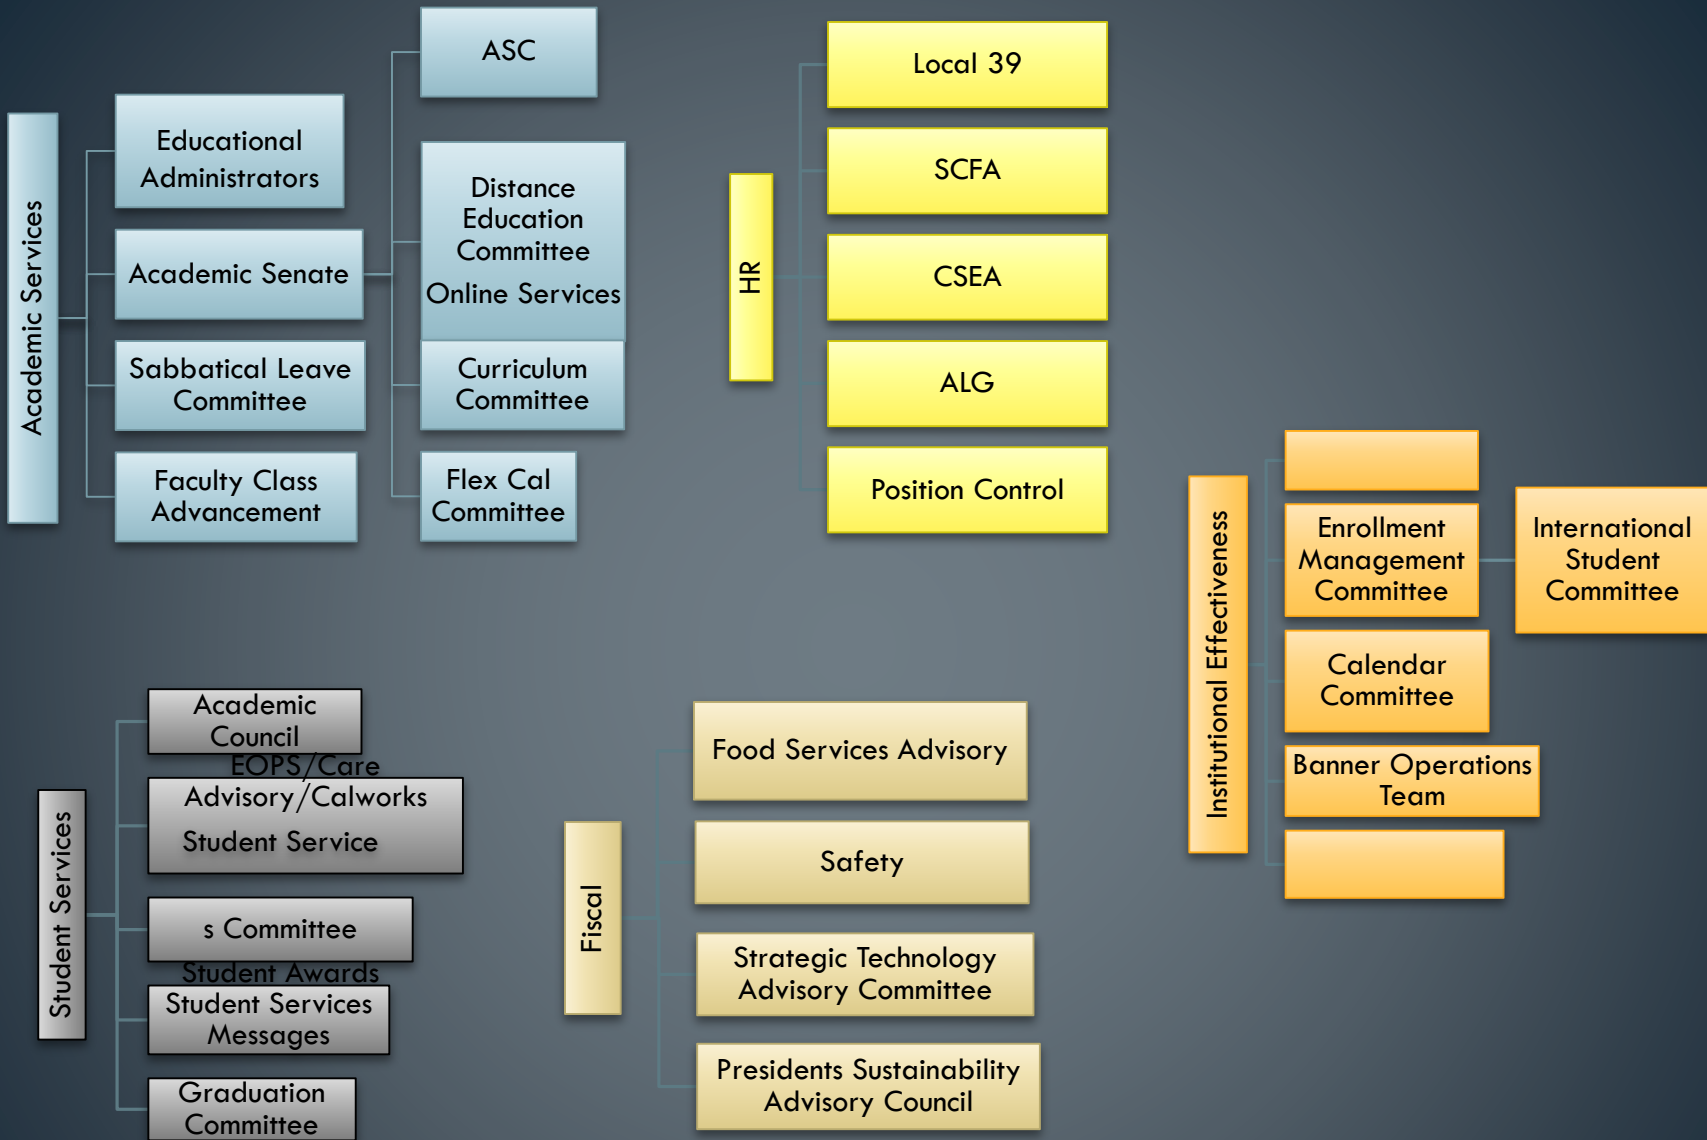 Academic Services
Educational
Administrators
Academic Senate
Sabbatical Leave
Committee
Faculty Class
Advancement
ASC
Distance
Education
Committee
Online Services
Curriculum
Committee
Flex Cal
Committee
HR
Local 39
SCFA
CSEA
ALG
Position Control
Institutional Effectiveness
Enrollment
Management
Committee
International
Student
Committee
Calendar
Committee
Banner Operations
Team
Student Services
Academic
Council
EOPS/Care
Advisory/Calworks
Student Service
s Committee
Student Awards
Student Services
Messages
Graduation
Committee
Fiscal
Food Services Advisory
Safety
Strategic Technology
Advisory Committee
Presidents Sustainability
Advisory Council